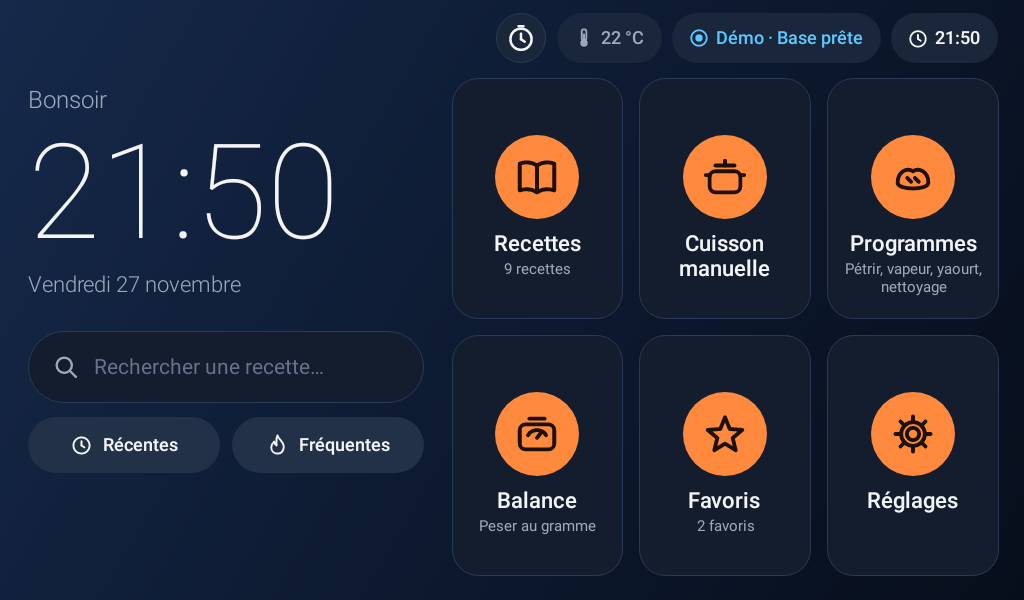 22 °C
Démo · Base prête
21:50
Bonsoir
21:50
Vendredi 27 novembre
Rechercher une recette…
Récentes
Fréquentes
Recettes
9 recettes
Cuisson
manuelle
Programmes
Pétrir, vapeur, yaourt,
nettoyage
Balance
Peser au gramme
Favoris
2 favoris
Réglages